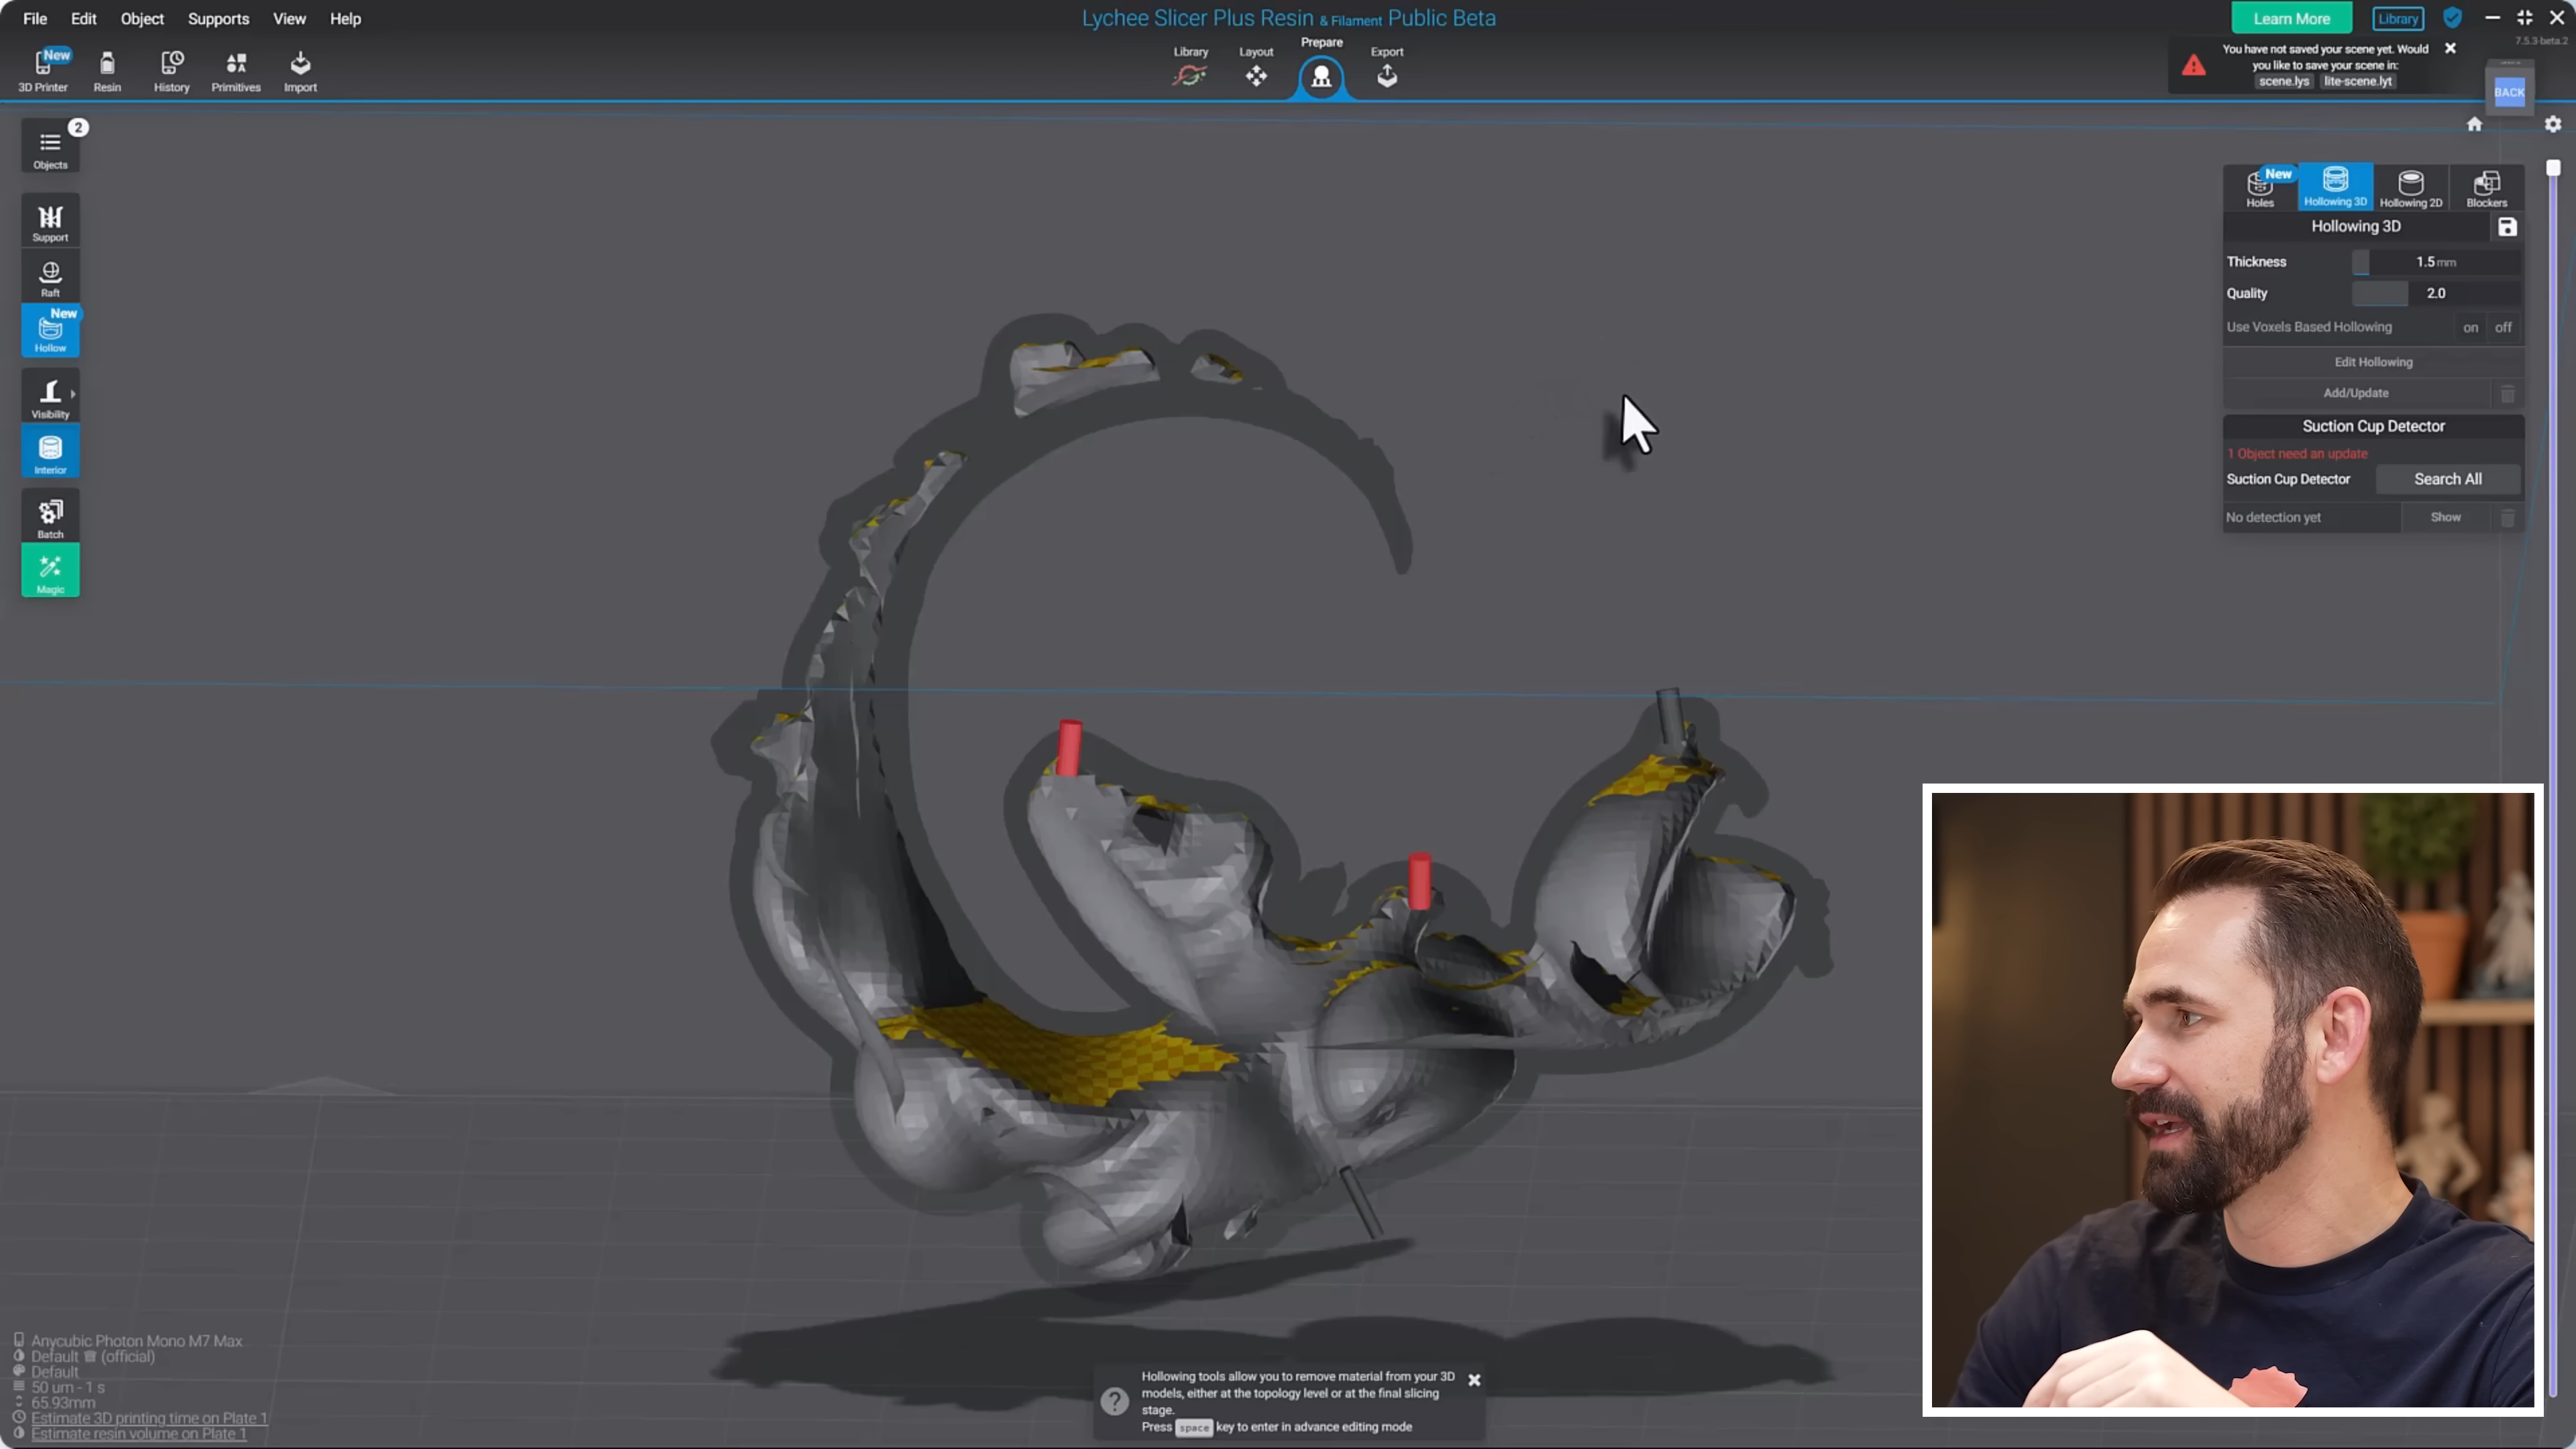 File Edit Object Supports View Help
Lychee Slicer Plus Resin & Filament Public Beta
Learn More
Library
7.5.3-beta.2
New
3D Printer
Resin
History
Primitives
Import
Library
Layout
Prepare
Export
You have not saved your scene yet. Would
you like to save your scene in:
scene.lys lite-scene.lyt
BACK
2
Objects
Support
Raft
New
Hollow
Visibility
Interior
Batch
Magic
New
Holes
Hollowing 3D
Hollowing 2D
Blockers
Hollowing 3D
Thickness 1.5mm
Quality 2.0
Use Voxels Based Hollowing on off
Edit Hollowing
Add/Update
Suction Cup Detector
1 Object need an update
Suction Cup Detector Search All
No detection yet Show
Anycubic Photon Mono M7 Max
Default (official)
Default
50 um - 1 s
65.93mm
Estimate 3D printing time on Plate 1
Estimate resin volume on Plate 1
Hollowing tools allow you to remove material from your 3D
models, either at the topology level or at the final slicing
stage.
Press space key to enter in advance editing mode